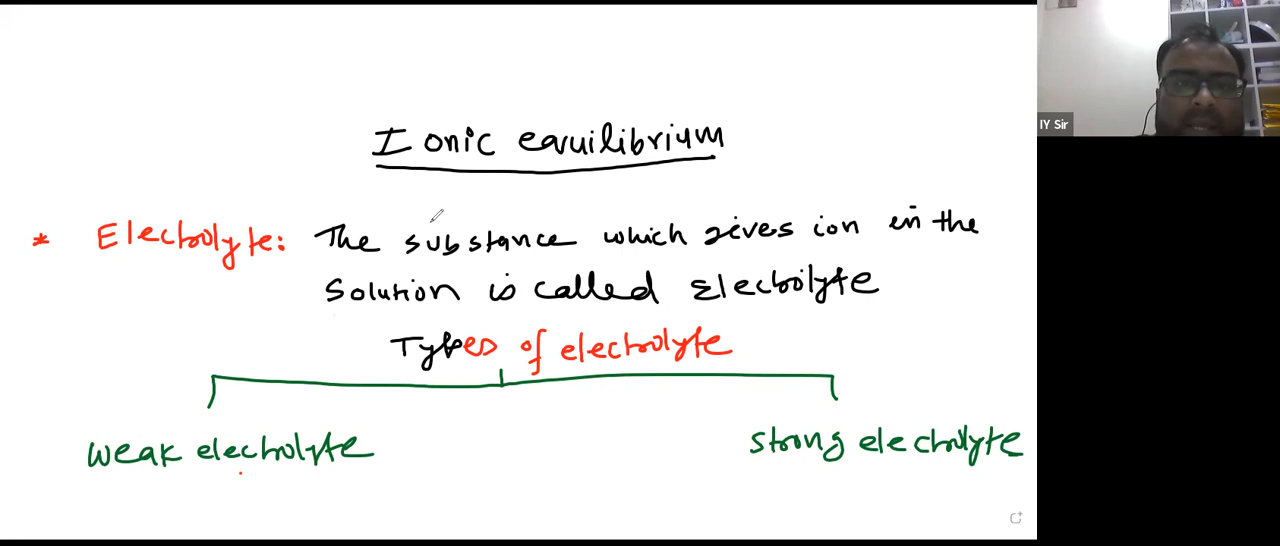 Ionic equilibrium
* Electrolyte: The substance which gives ion in the
Solution is called Electrolyte
Types of electrolyte
weak electrolyte strong electrolyte
IY Sir